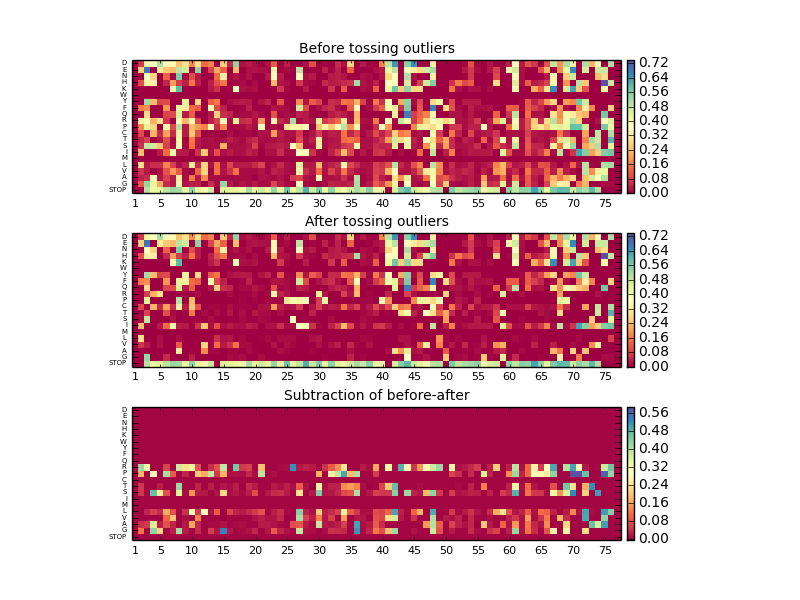 Before tossing outliers
D
E
N
H
K
W
Y
F
Q
R
P
C
T
S
I
M
L
V
A
G
STOP
1 5 10 15 20 25 30 35 40 45 50 55 60 65 70 75
0.72
0.64
0.56
0.48
0.40
0.32
0.24
0.16
0.08
0.00
After tossing outliers
D
E
N
H
K
W
Y
F
Q
R
P
C
T
S
I
M
L
V
A
G
STOP
1 5 10 15 20 25 30 35 40 45 50 55 60 65 70 75
0.72
0.64
0.56
0.48
0.40
0.32
0.24
0.16
0.08
0.00
Subtraction of before-after
D
E
N
H
K
W
Y
F
Q
R
P
C
T
S
I
M
L
V
A
G
STOP
1 5 10 15 20 25 30 35 40 45 50 55 60 65 70 75
0.56
0.48
0.40
0.32
0.24
0.16
0.08
0.00